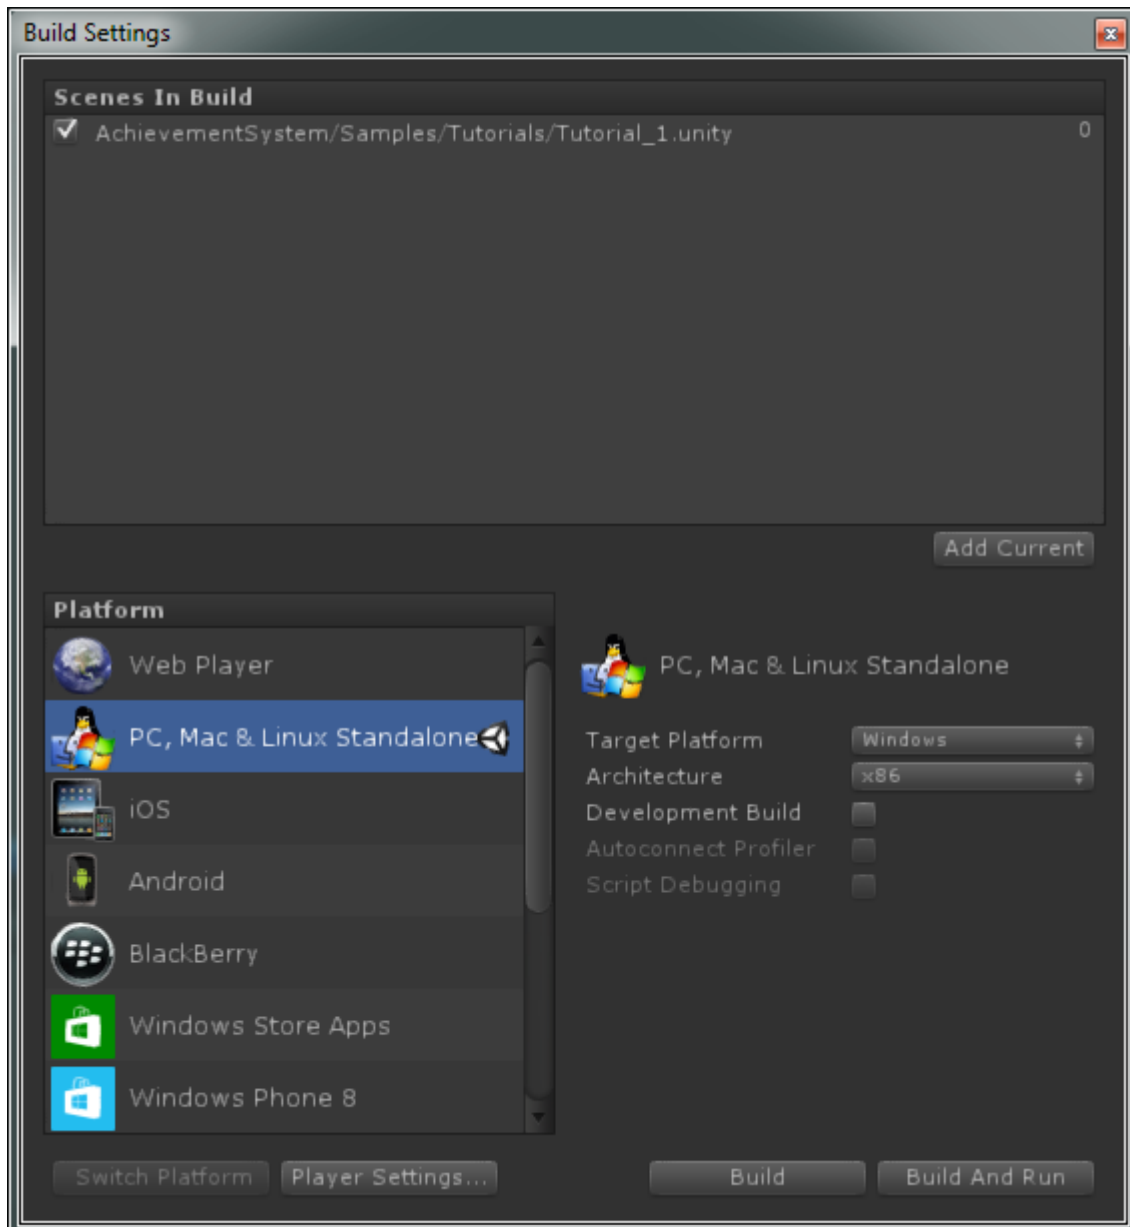 Build Settings
Scenes In Build
AchievementSystem/Samples/Tutorials/Tutorial_1.unity 0
Add Current
Platform
Web Player
PC, Mac & Linux Standalone
iOS
Android
BlackBerry
Windows Store Apps
Windows Phone 8
PC, Mac & Linux Standalone
Target Platform Windows
Architecture x86
Development Build
Autoconnect Profiler
Script Debugging
Switch Platform Player Settings... Build Build And Run